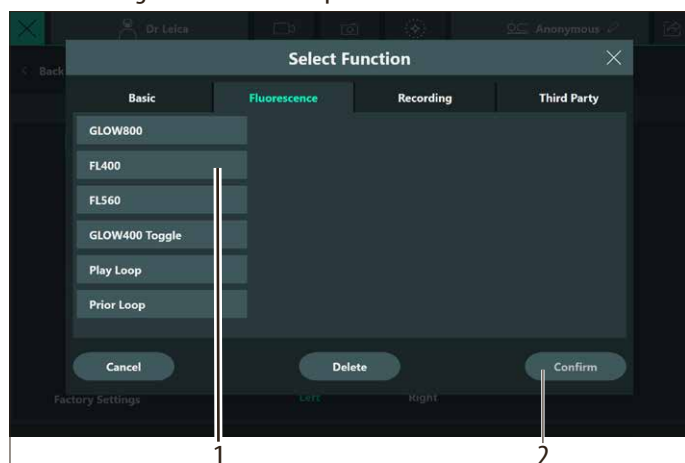 Dr Leica
Anonymous
Back
Select Function
Basic
Fluorescence
Recording
Third Party
GLOW800
FL400
FL560
GLOW400 Toggle
Play Loop
Prior Loop
Cancel
Delete
Confirm
Factory Settings
Left
Right
1
2